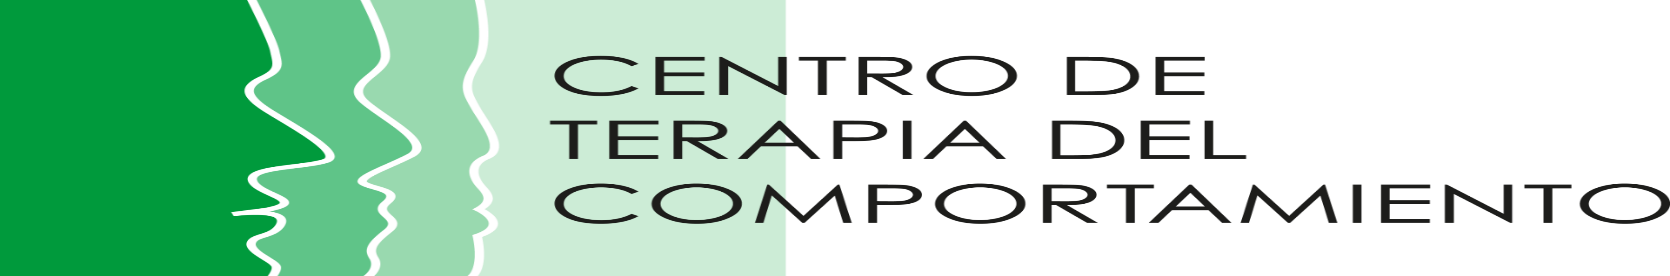 CENTRO DE
TERAPIA DEL
COMPORTAMIENTO